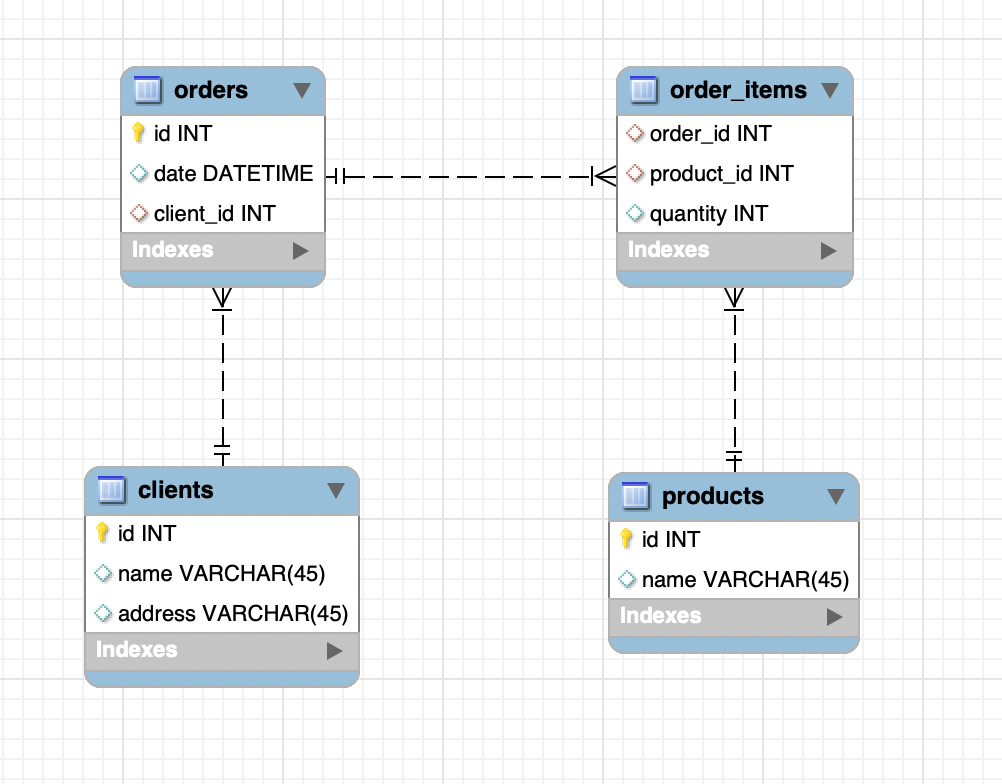 orders
id INT
date DATETIME
client_id INT
Indexes
order_items
order_id INT
product_id INT
quantity INT
Indexes
clients
id INT
name VARCHAR(45)
address VARCHAR(45)
Indexes
products
id INT
name VARCHAR(45)
Indexes